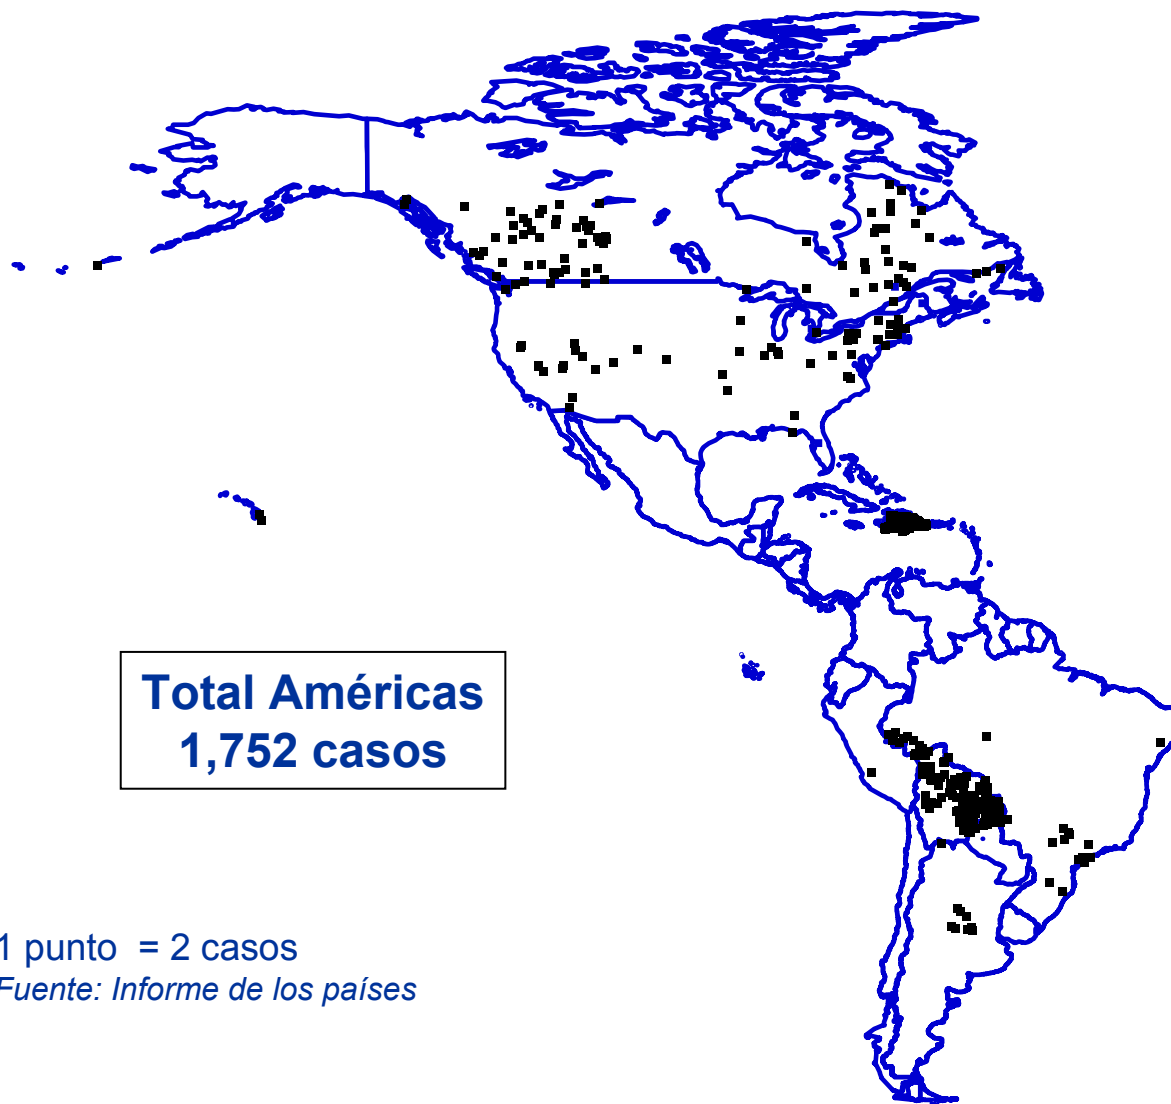 Total Américas
1,752 casos
1 punto = 2 casos
Fuente: Informe de los países